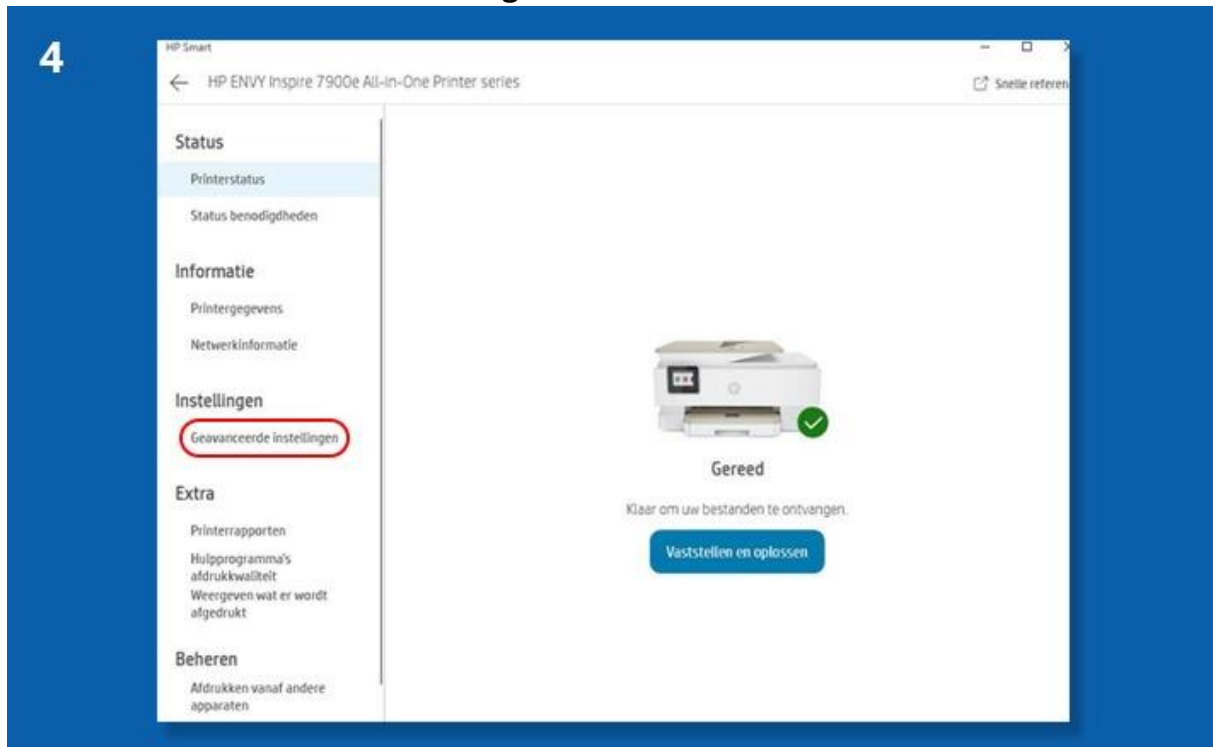 4
HP Smart
← HP ENVY Inspire 7900e All-in-One Printer series
Snelle referen
Status
Printerstatus
Status benodigdheden
Informatie
Printergegevens
Netwerkinformatie
Instellingen
Geavanceerde instellingen
Extra
Printerrapporten
Hulpprogramma's
afdrukkwaliteit
Weergeven wat er wordt
afgedrukt
Beheren
Afdrukken vanaf andere
apparaten
Gereed
Klaar om uw bestanden te ontvangen.
Vaststellen en oplossen